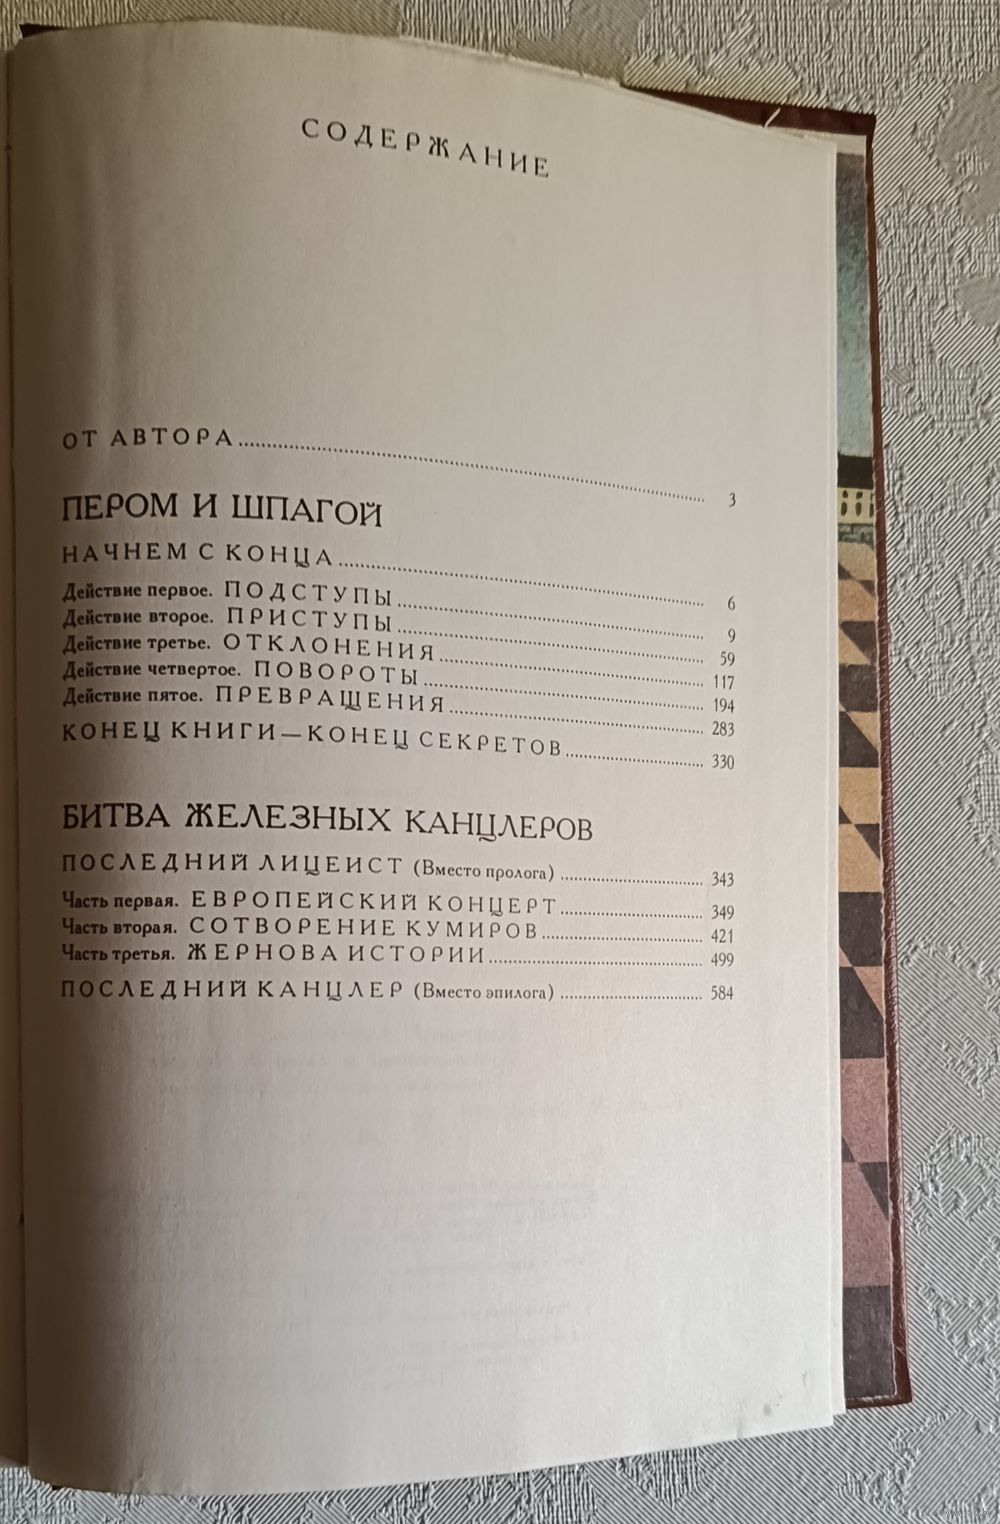 СОДЕРЖАНИЕ
ОТ АВТОРА ........ 3
ПЕРОМ И ШПАГОЙ
НАЧНЕМ С КОНЦА ........ 6
Действие первое. ПОДСТУПЫ ........ 9
Действие второе. ПРИСТУПЫ ........ 59
Действие третье. ОТКЛОНЕНИЯ ........ 117
Действие четвертое. ПОВОРОТЫ ........ 194
Действие пятое. ПРЕВРАЩЕНИЯ ........ 283
КОНЕЦ КНИГИ — КОНЕЦ СЕКРЕТОВ ........ 330
БИТВА ЖЕЛЕЗНЫХ КАНЦЛЕРОВ
ПОСЛЕДНИЙ ЛИЦЕИСТ (Вместо пролога) ........ 343
Часть первая. ЕВРОПЕЙСКИЙ КОНЦЕРТ ........ 349
Часть вторая. СОТВОРЕНИЕ КУМИРОВ ........ 421
Часть третья. ЖЕРНОВА ИСТОРИИ ........ 499
ПОСЛЕДНИЙ КАНЦЛЕР (Вместо эпилога) ........ 584